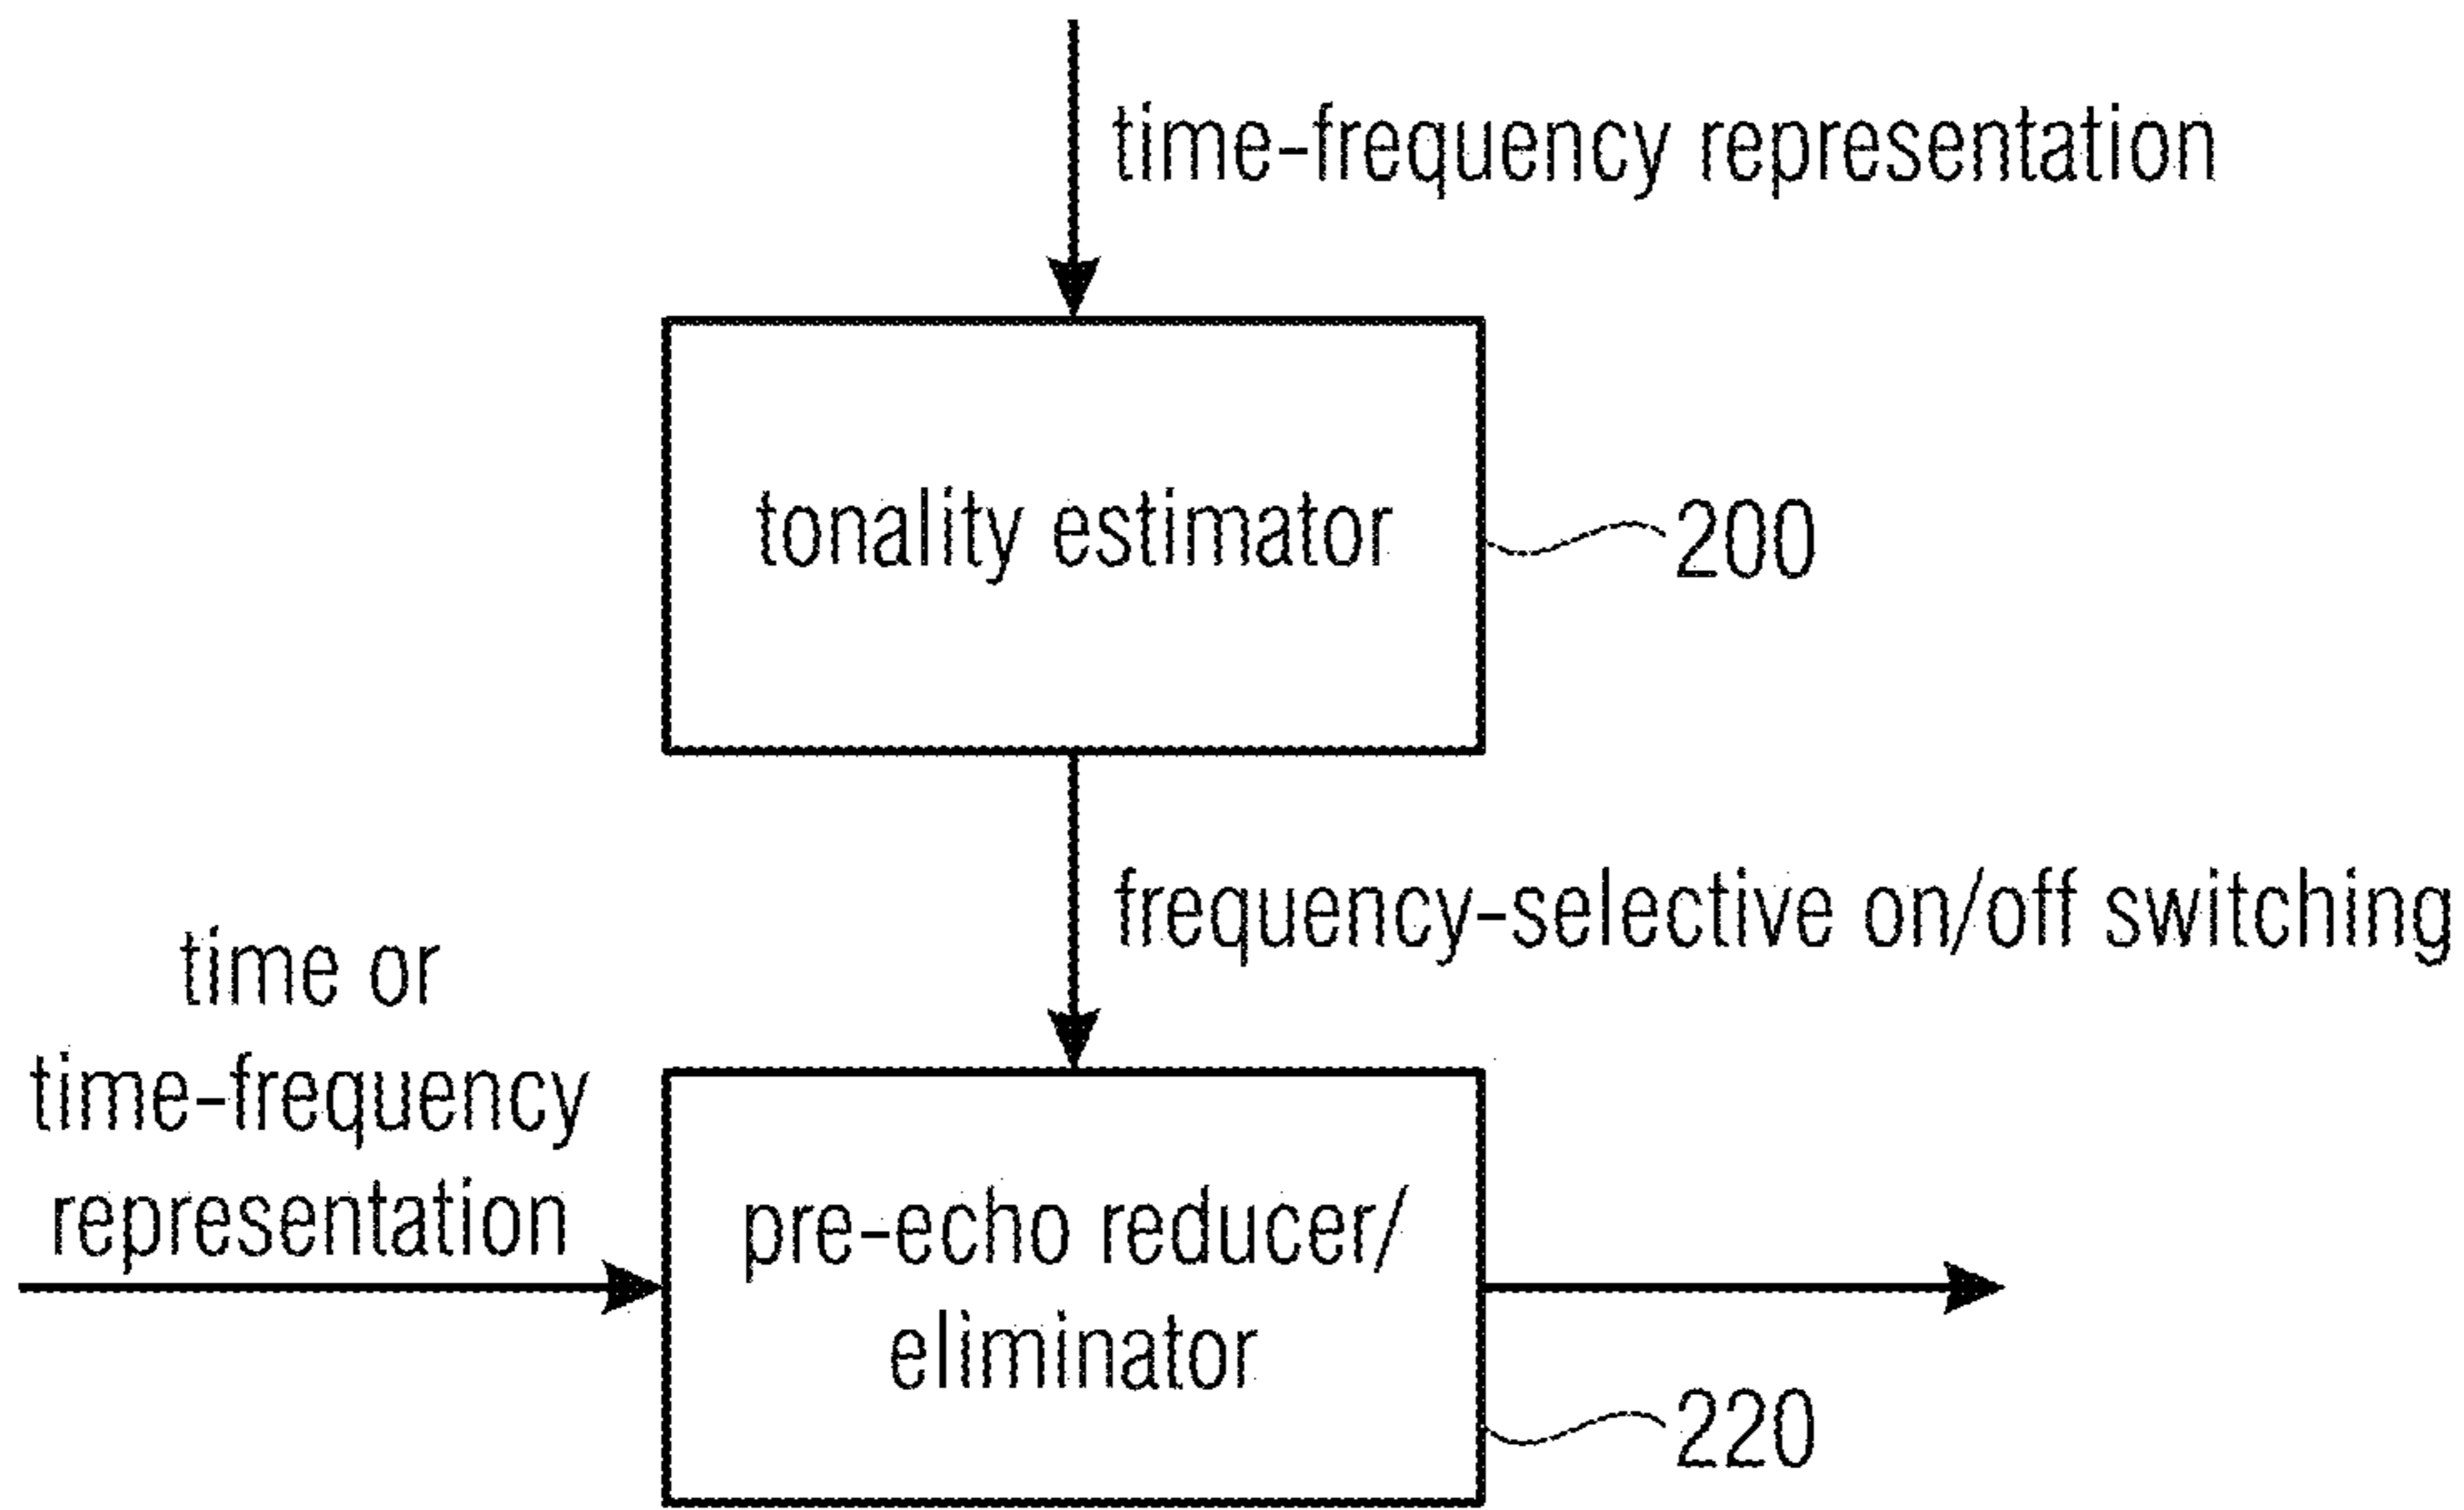 time-frequency representation
tonality estimator
200
frequency-selective on/off switching
time or
time-frequency
representation
pre-echo reducer/
eliminator
220